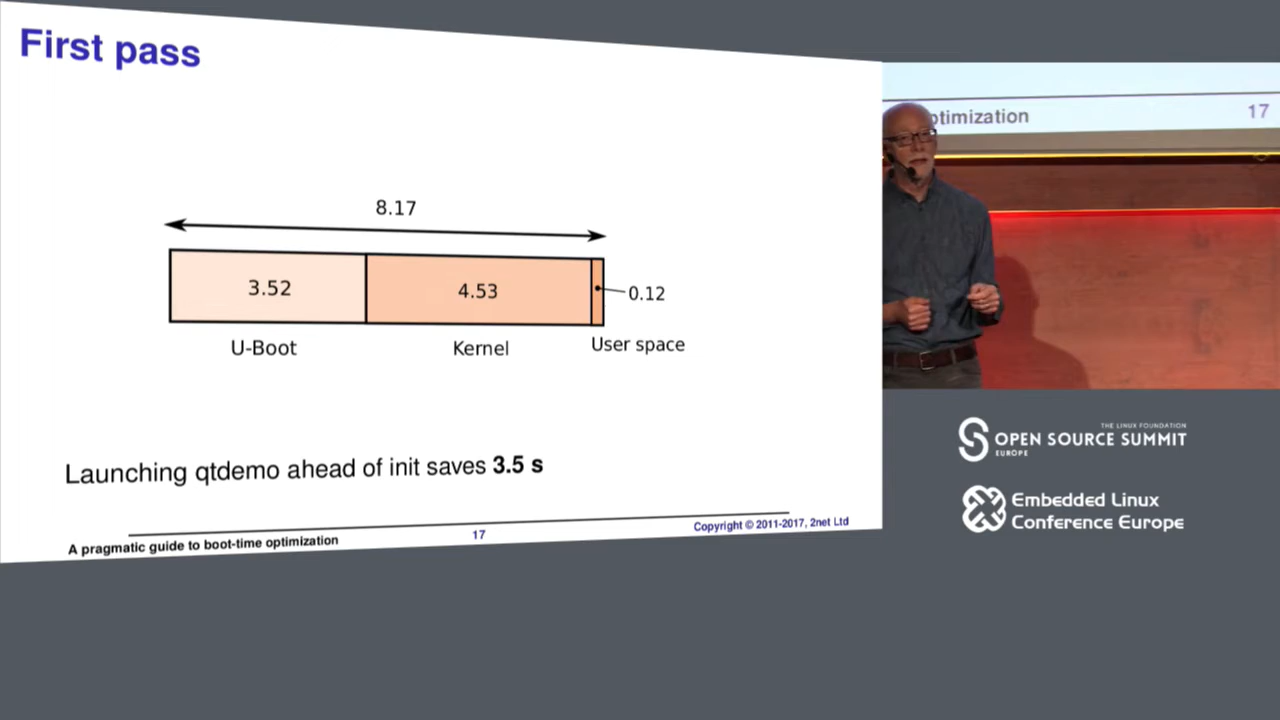 First pass
8.17
3.52
4.53
0.12
U-Boot
Kernel
User space
Launching qtdemo ahead of init saves 3.5 s
A pragmatic guide to boot-time optimization
17
Copyright © 2011-2017, 2net Ltd
otimization
17
THE LINUX FOUNDATION
OPEN SOURCE SUMMIT
EUROPE
Embedded Linux
Conference Europe